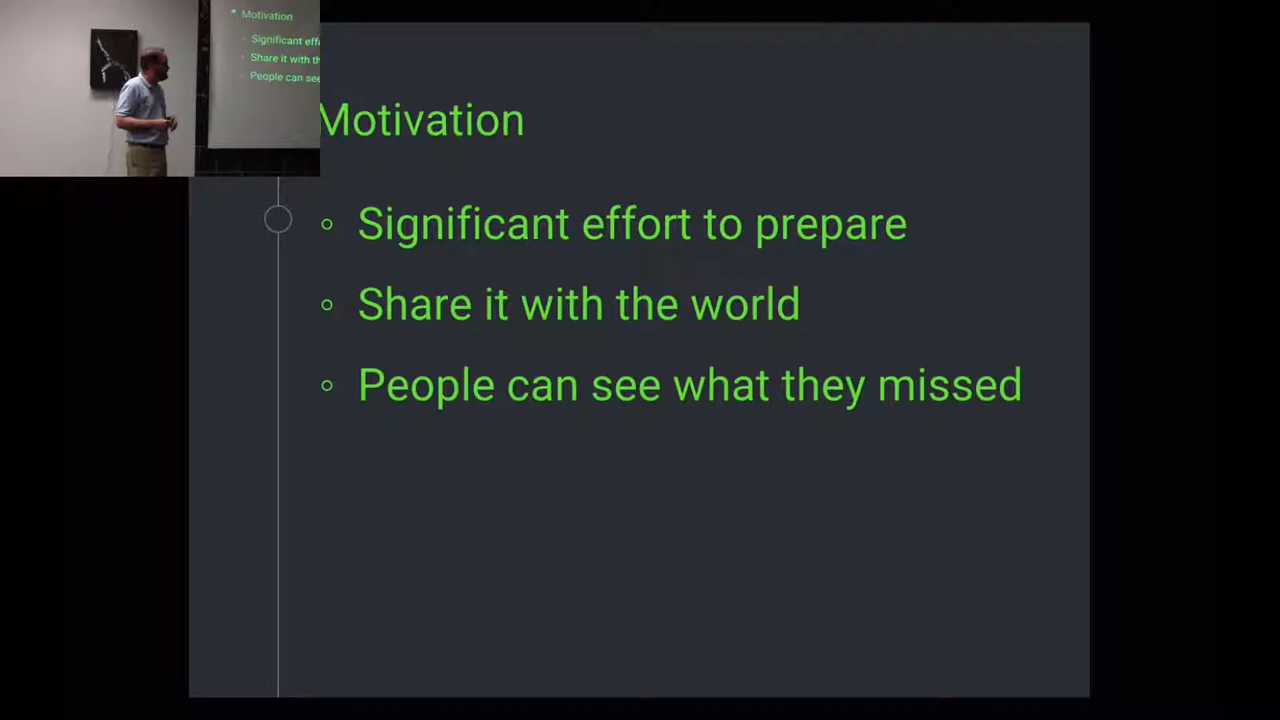 Motivation
Significant eff
Share it with th
People can see
Motivation
Significant effort to prepare
Share it with the world
People can see what they missed